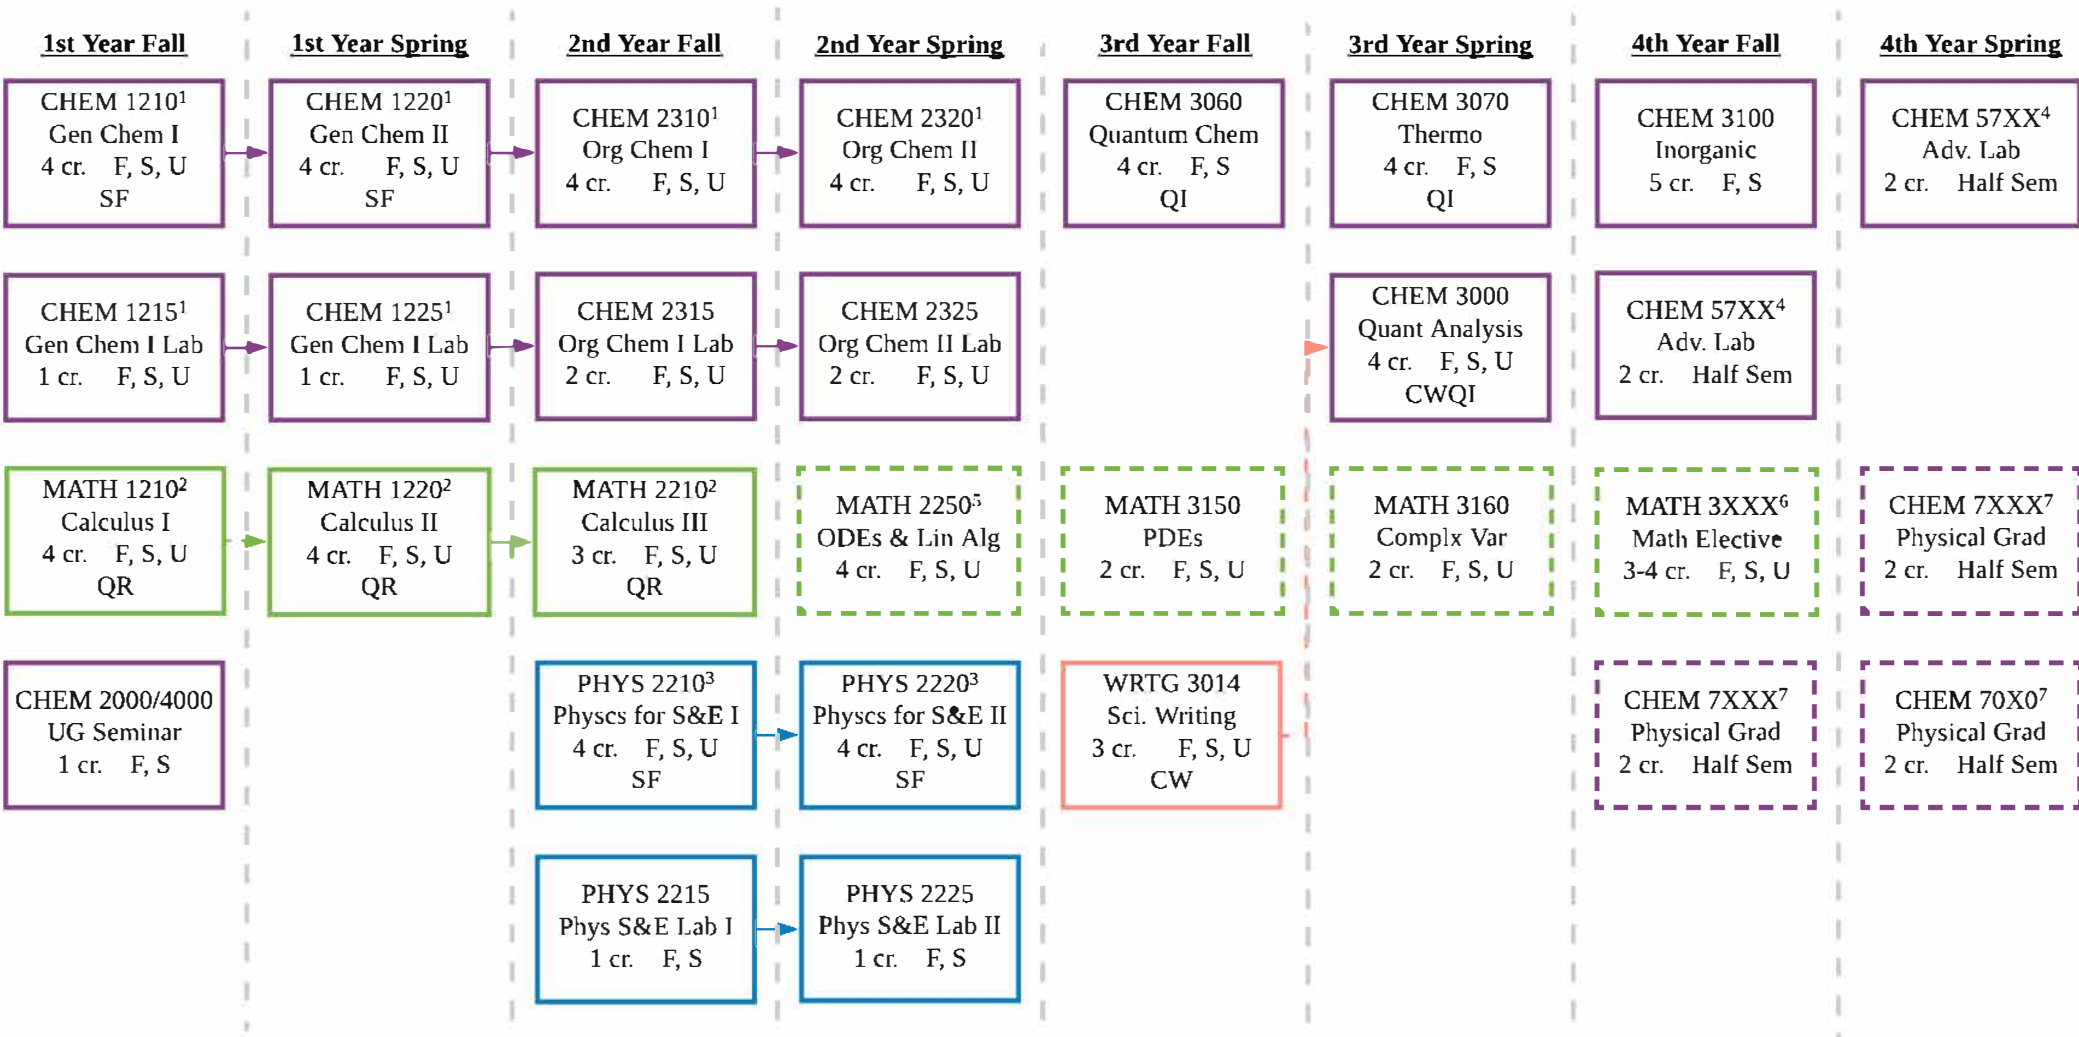 1st Year Fall
1st Year Spring
2nd Year Fall
2nd Year Spring
3rd Year Fall
3rd Year Spring
4th Year Fall
4th Year Spring
CHEM 1210¹
Gen Chem I
4 cr. F, S, U
SF
CHEM 1220¹
Gen Chem II
4 cr. F, S, U
SF
CHEM 2310¹
Org Chem I
4 cr. F, S, U
CHEM 2320¹
Org Chem II
4 cr. F, S, U
CHEM 3060
Quantum Chem
4 cr. F, S
QI
CHEM 3070
Thermo
4 cr. F, S
QI
CHEM 3100
Inorganic
5 cr. F, S
CHEM 57XX⁴
Adv. Lab
2 cr. Half Sem
CHEM 1215¹
Gen Chem I Lab
1 cr. F, S, U
CHEM 1225¹
Gen Chem I Lab
1 cr. F, S, U
CHEM 2315
Org Chem I Lab
2 cr. F, S, U
CHEM 2325
Org Chem II Lab
2 cr. F, S, U
CHEM 3000
Quant Analysis
4 cr. F, S, U
CWQI
CHEM 57XX⁴
Adv. Lab
2 cr. Half Sem
MATH 1210²
Calculus I
4 cr. F, S, U
QR
MATH 1220²
Calculus II
4 cr. F, S, U
QR
MATH 2210²
Calculus III
3 cr. F, S, U
QR
MATH 2250⁵
ODEs & Lin Alg
4 cr. F, S, U
MATH 3150
PDEs
2 cr. F, S, U
MATH 3160
Complx Var
2 cr. F, S, U
MATH 3XXX⁶
Math Elective
3-4 cr. F, S, U
CHEM 7XXX⁷
Physical Grad
2 cr. Half Sem
CHEM 2000/4000
UG Seminar
1 cr. F, S
PHYS 2210³
Physcs for S&E I
4 cr. F, S, U
SF
PHYS 2220³
Physcs for S&E II
4 cr. F, S, U
SF
WRTG 3014
Sci. Writing
3 cr. F, S, U
CW
CHEM 7XXX⁷
Physical Grad
2 cr. Half Sem
CHEM 70X0⁷
Physical Grad
2 cr. Half Sem
PHYS 2215
Phys S&E Lab I
1 cr. F, S
PHYS 2225
Phys S&E Lab II
1 cr. F, S